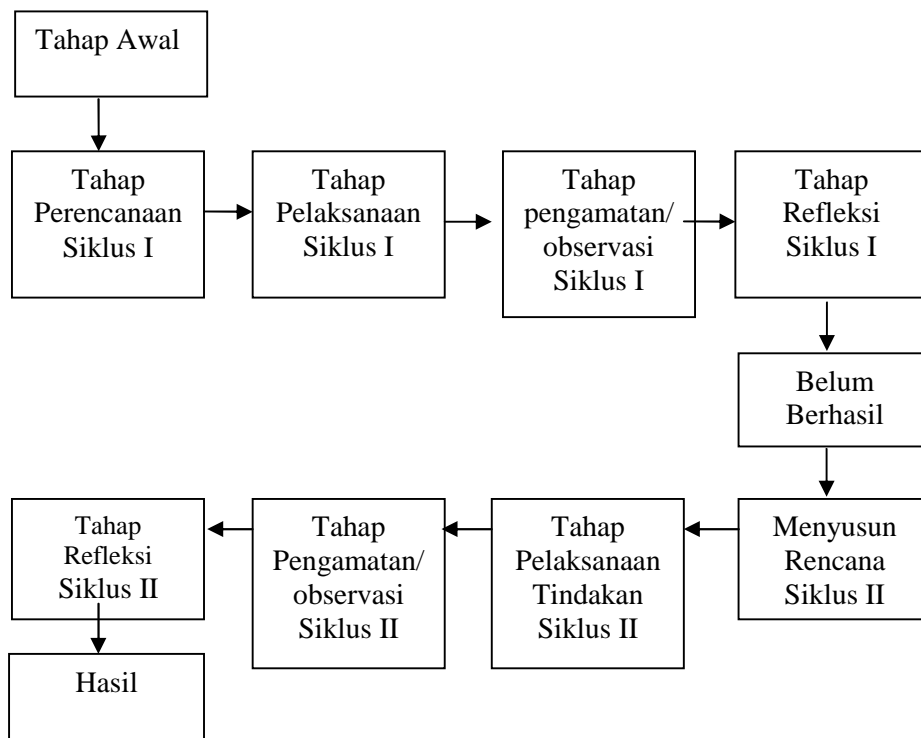 Tahap Awal
Tahap
Perencanaan
Siklus I
Tahap
Pelaksanaan
Siklus I
Tahap
pengamatan/
observasi
Siklus I
Tahap
Refleksi
Siklus I
Belum
Berhasil
Menyusun
Rencana
Siklus II
Tahap
Pelaksanaan
Tindakan
Siklus II
Tahap
Pengamatan/
observasi
Siklus II
Tahap
Refleksi
Siklus II
Hasil